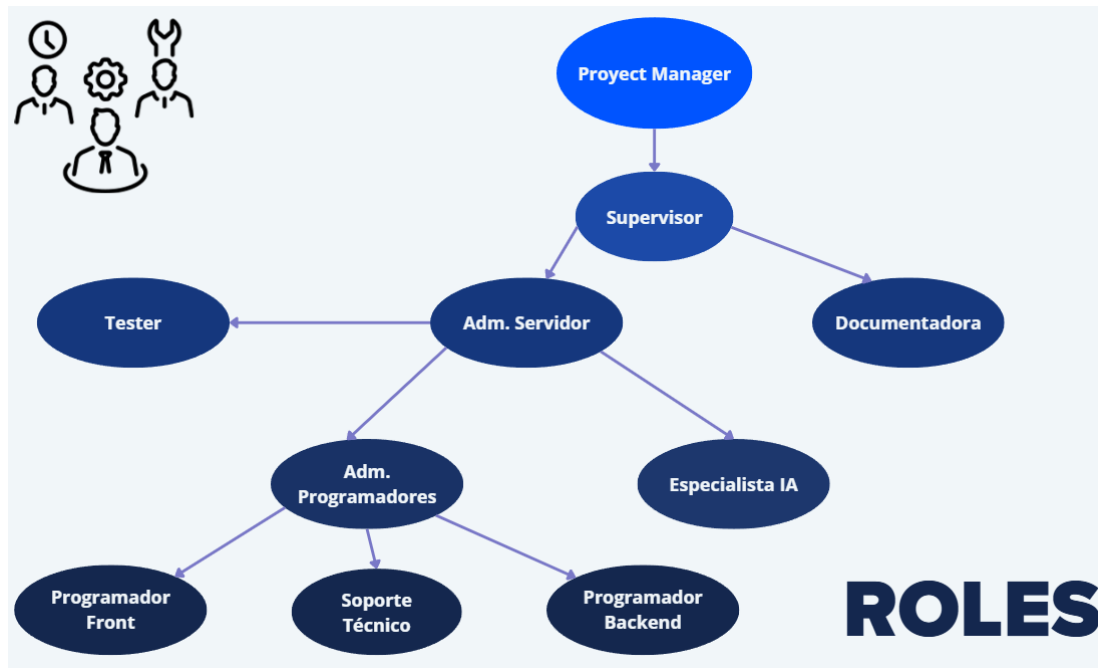 Proyect Manager
Supervisor
Tester
Adm. Servidor
Documentadora
Adm.
Programadores
Especialista IA
Programador
Front
Soporte
Técnico
Programador
Backend
ROLES